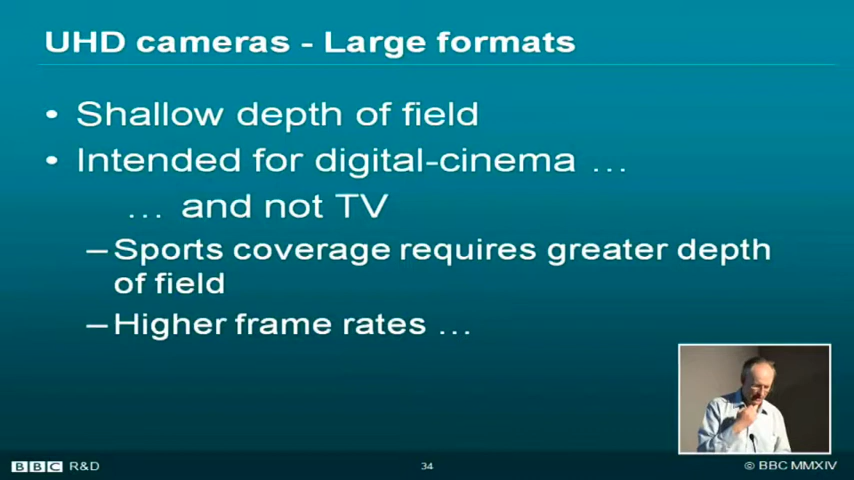 UHD cameras - Large formats
• Shallow depth of field
• Intended for digital-cinema …
… and not TV
–Sports coverage requires greater depth
of field
–Higher frame rates …
BBC R&D
34
© BBC MMXIV